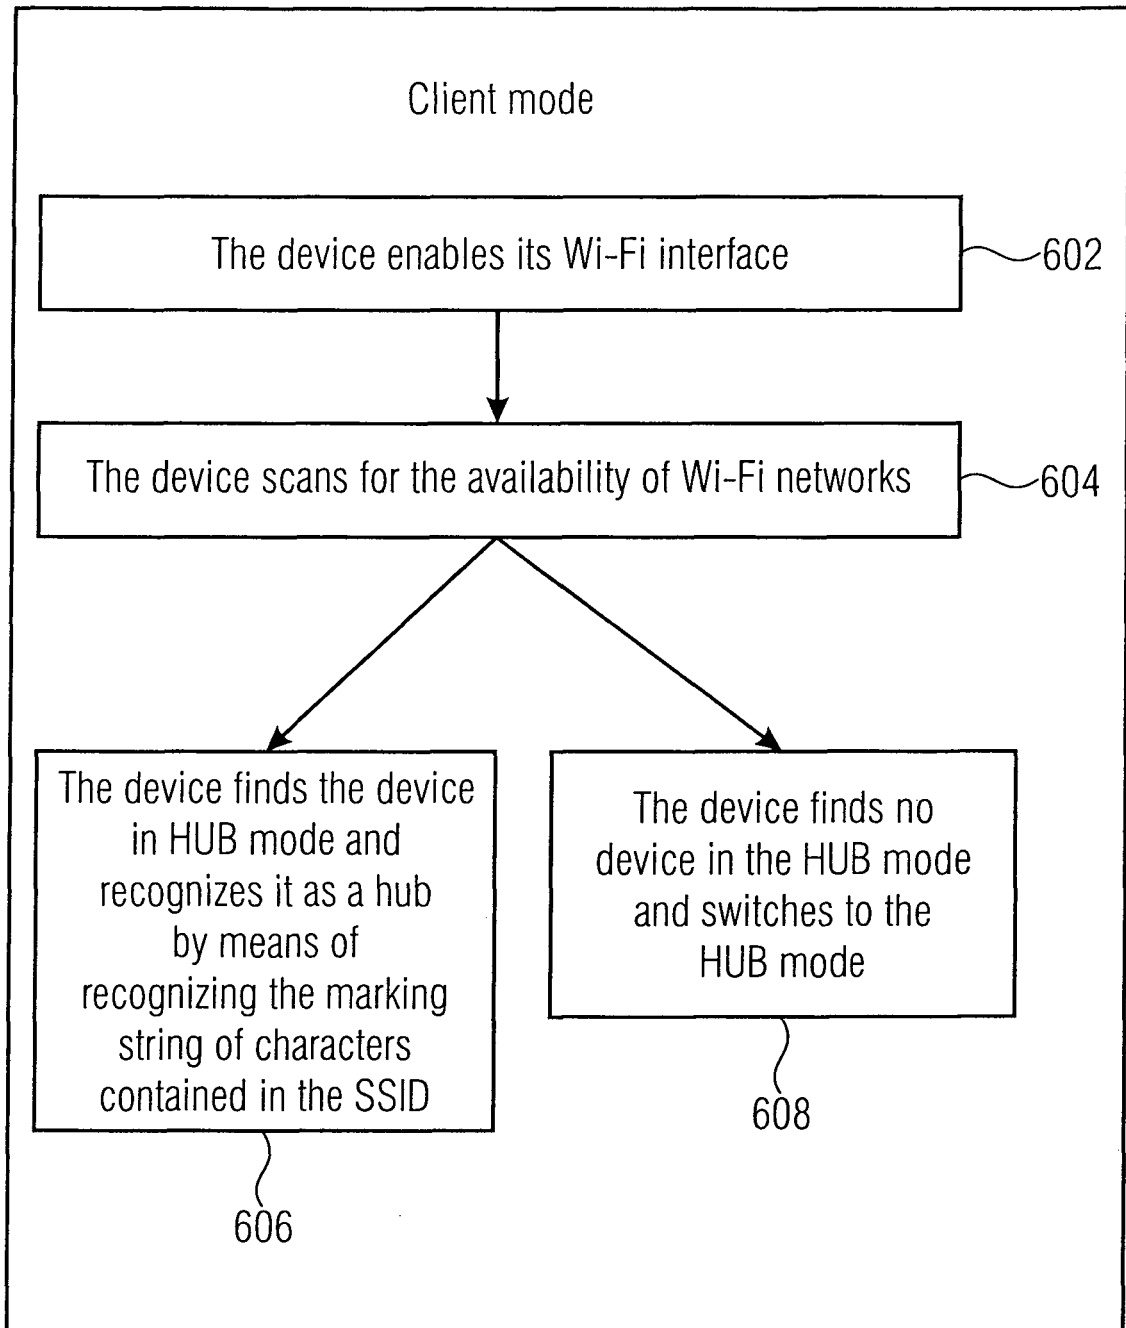 Client mode
The device enables its Wi-Fi interface
602
The device scans for the availability of Wi-Fi networks
604
The device finds the device
in HUB mode and
recognizes it as a hub
by means of
recognizing the marking
string of characters
contained in the SSID
606
The device finds no
device in the HUB mode
and switches to the
HUB mode
608